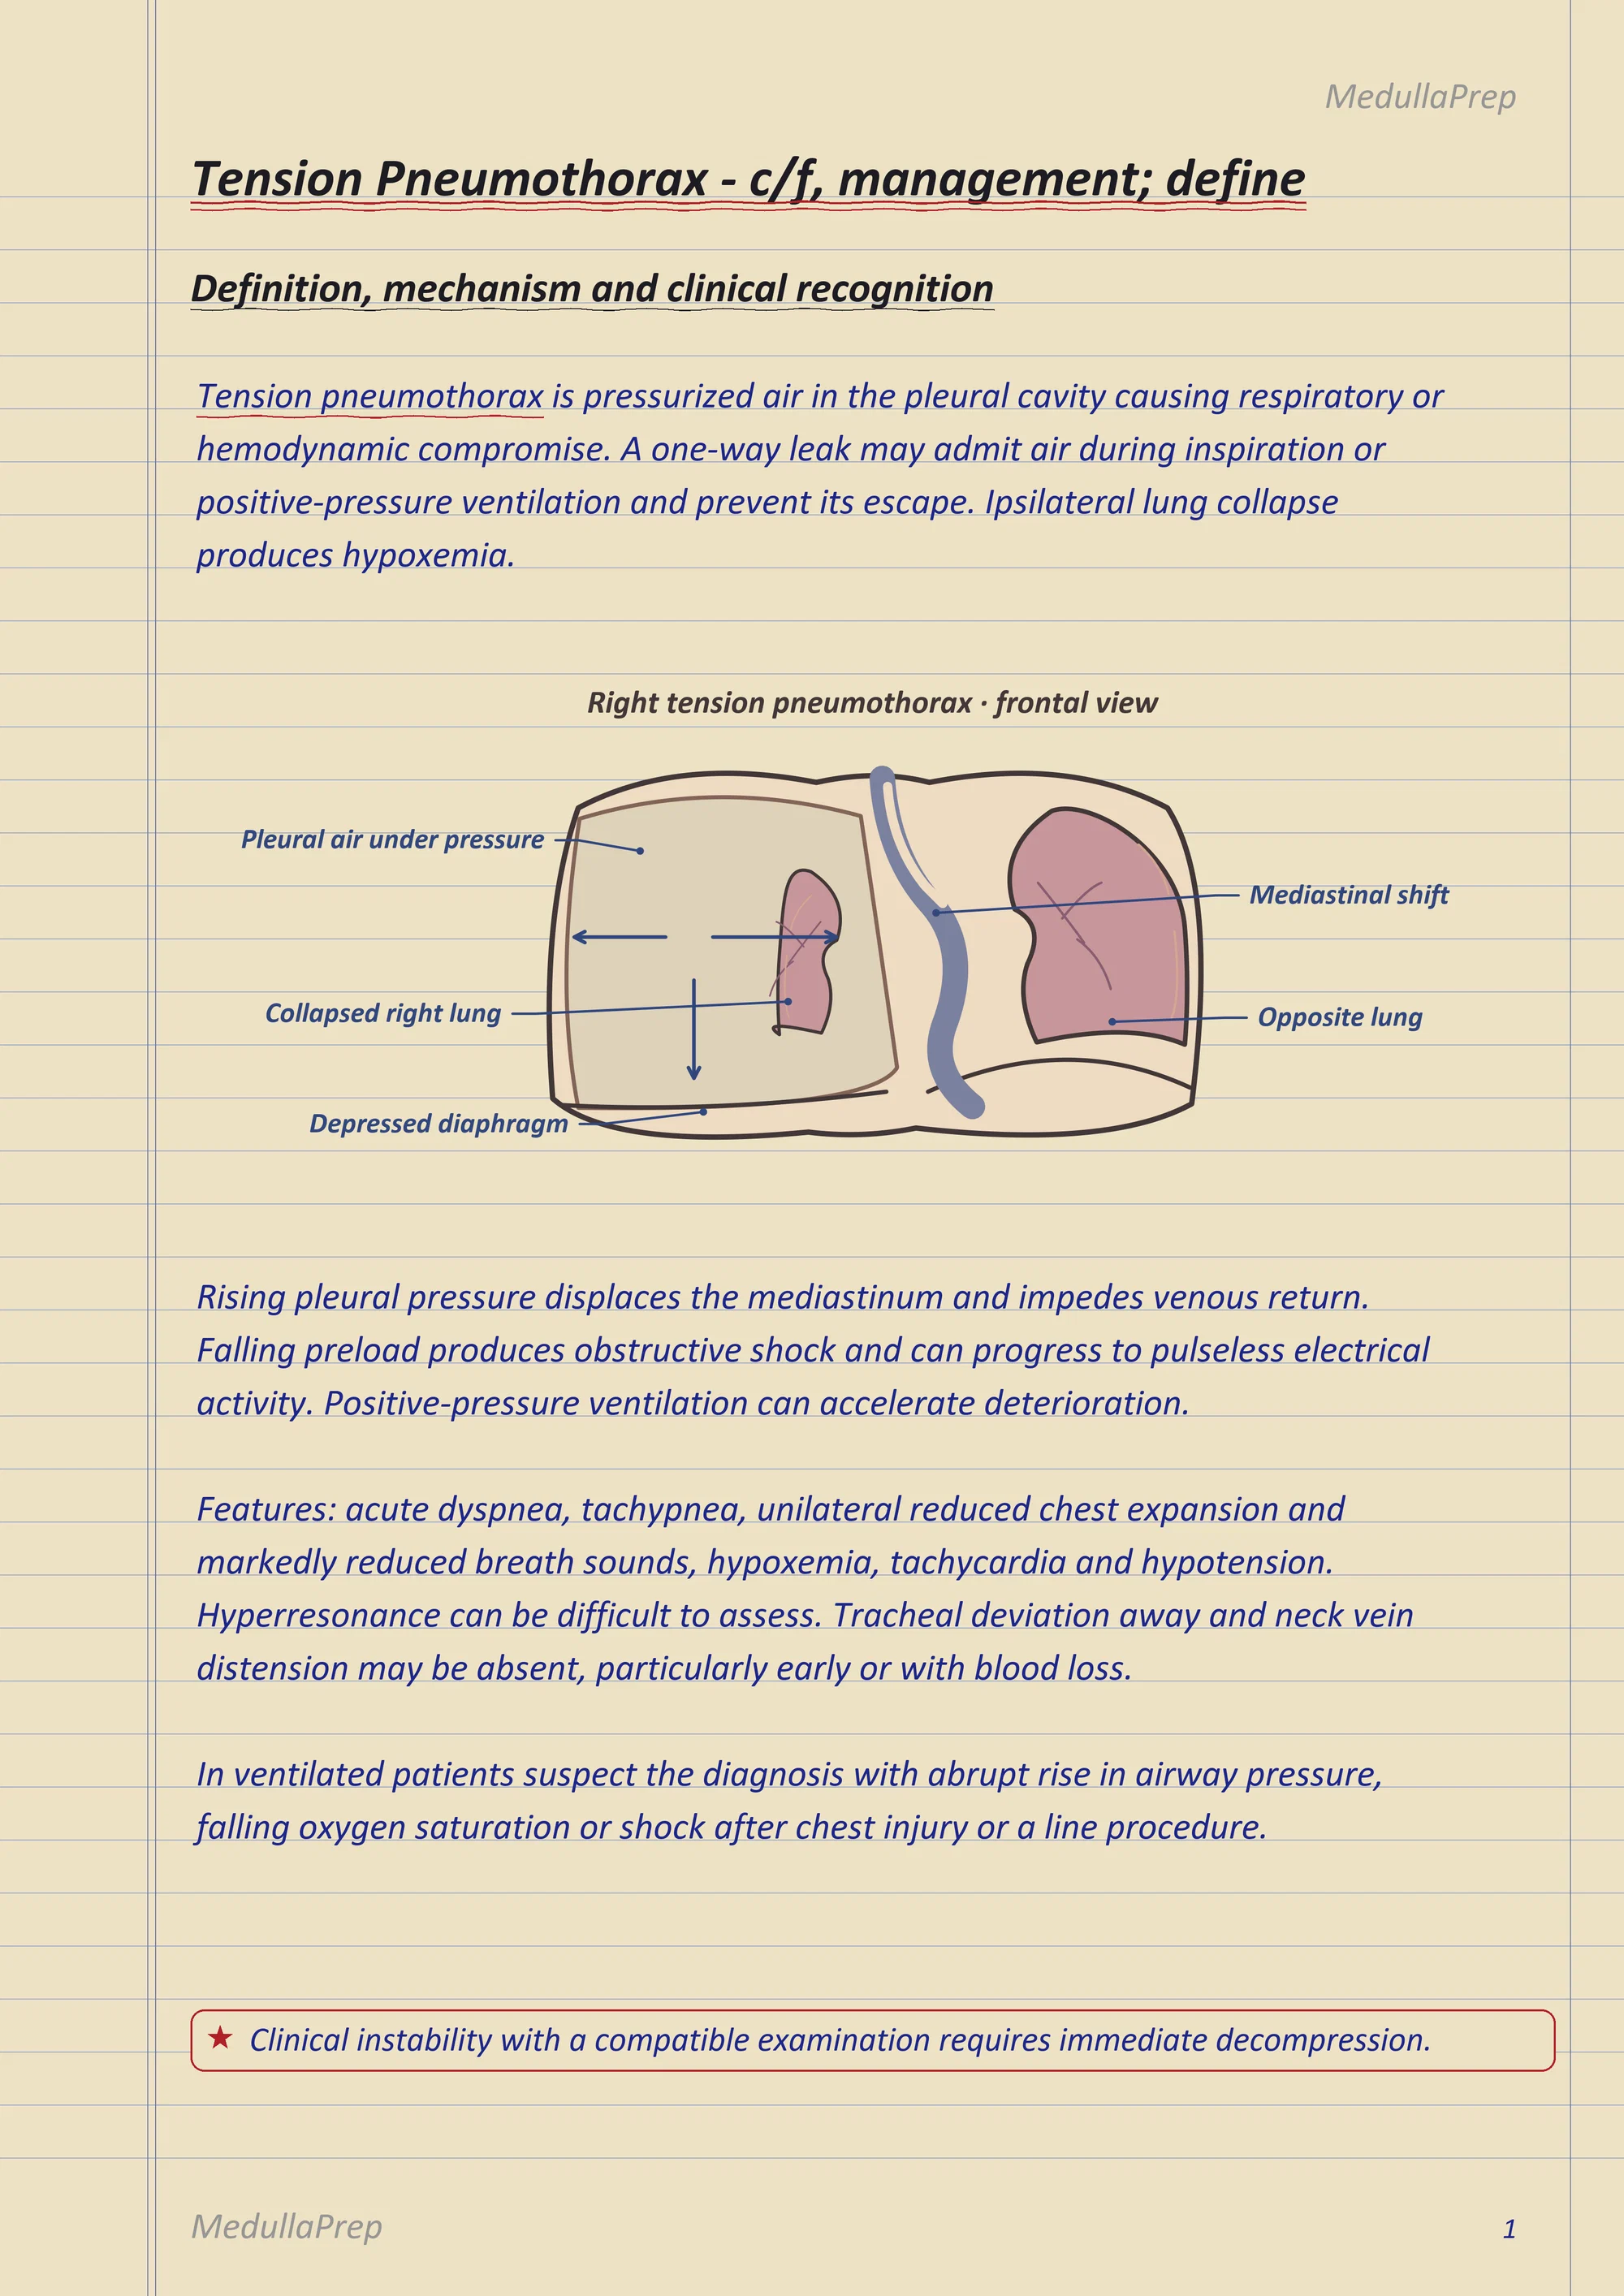 MedullaPrep
Tension Pneumothorax - c/f, management; define
Definition, mechanism and clinical recognition
Tension pneumothorax is pressurized air in the pleural cavity causing respiratory or
hemodynamic compromise. A one-way leak may admit air during inspiration or
positive-pressure ventilation and prevent its escape. Ipsilateral lung collapse
produces hypoxemia.
Right tension pneumothorax · frontal view
Pleural air under pressure
Mediastinal shift
Collapsed right lung
Opposite lung
Depressed diaphragm
Rising pleural pressure displaces the mediastinum and impedes venous return.
Falling preload produces obstructive shock and can progress to pulseless electrical
activity. Positive-pressure ventilation can accelerate deterioration.
Features: acute dyspnea, tachypnea, unilateral reduced chest expansion and
markedly reduced breath sounds, hypoxemia, tachycardia and hypotension.
Hyperresonance can be difficult to assess. Tracheal deviation away and neck vein
distension may be absent, particularly early or with blood loss.
In ventilated patients suspect the diagnosis with abrupt rise in airway pressure,
falling oxygen saturation or shock after chest injury or a line procedure.
★ Clinical instability with a compatible examination requires immediate decompression.
MedullaPrep
1